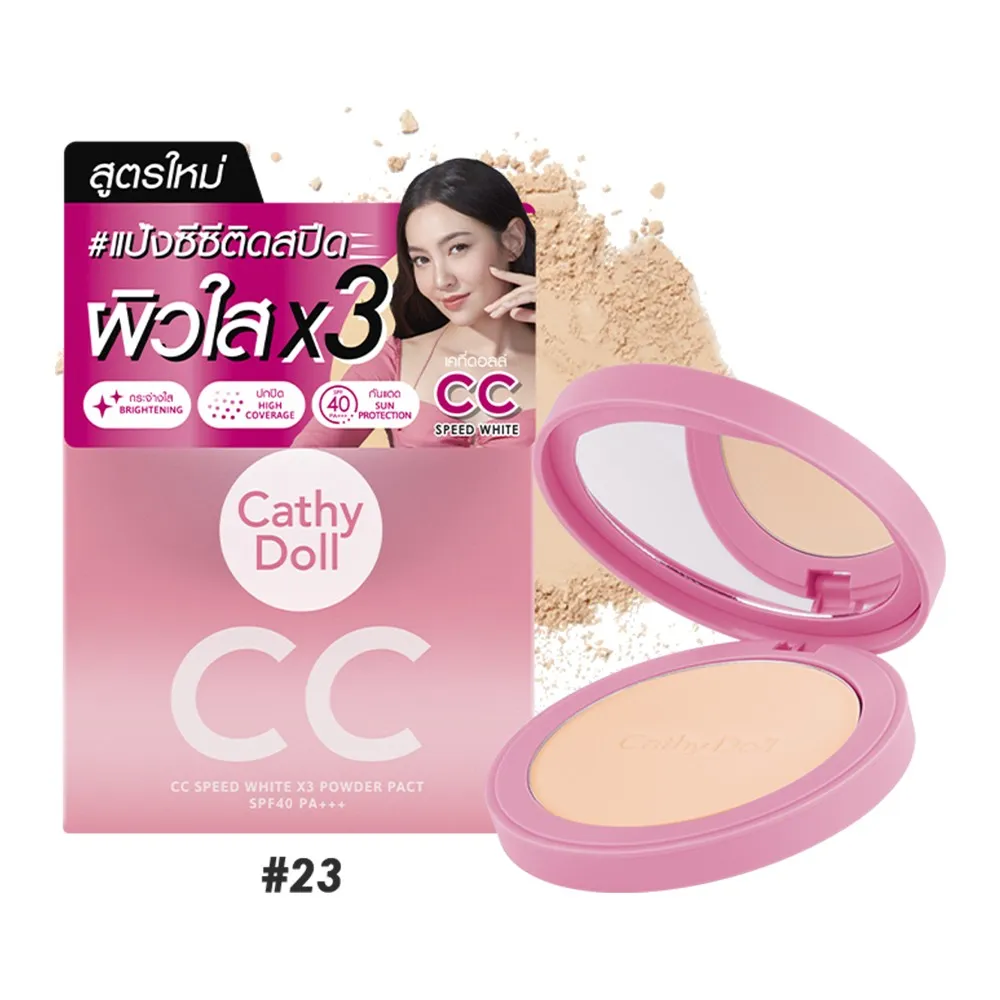 สูตรใหม่
#แป้งซีซีติดสปีด
ผิวใส x3
กระจ่างใส
BRIGHTENING
ปกปิด
HIGH
COVERAGE
SPF
40
PA+++
กันแดด
SUN
PROTECTION
เคที่ดอลล์
CC
SPEED WHITE
Cathy
Doll
CC
CC SPEED WHITE X3 POWDER PACT
SPF40 PA+++
Cathy Doll
#23